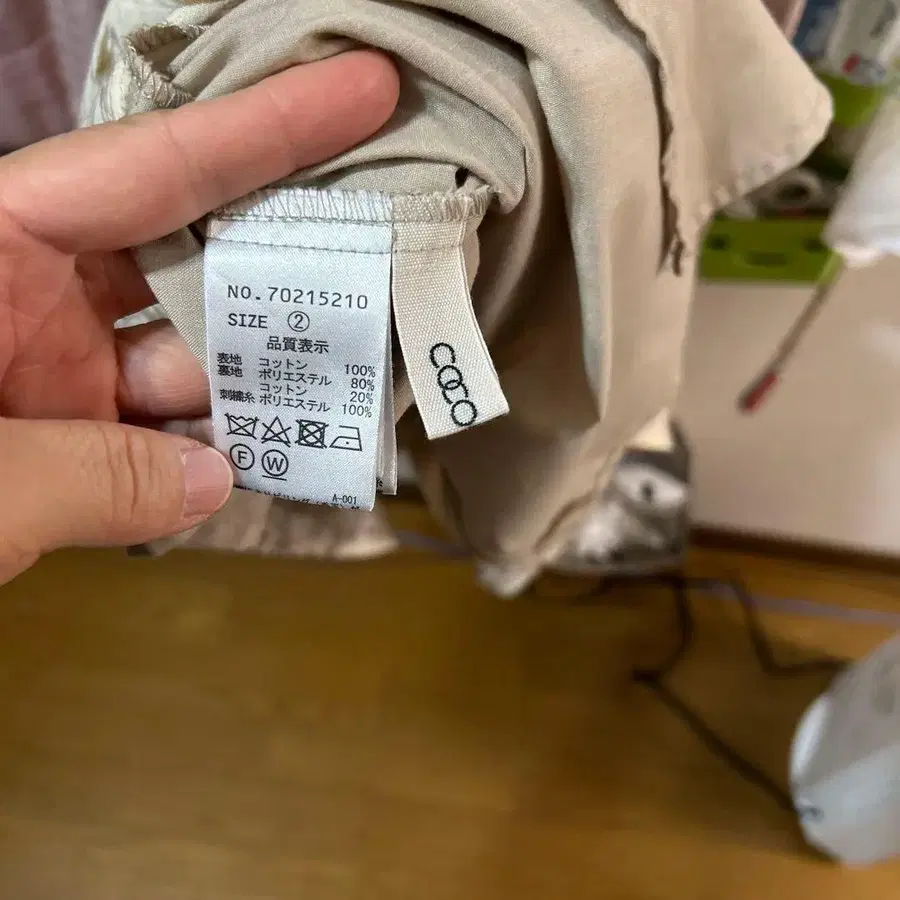 NO.70215210
SIZE ②
品質表示
表地 コットン 100%
裏地 ポリエステル 80%
コットン 20%
刺繍糸 ポリエステル 100%
F W
A-001
COCO